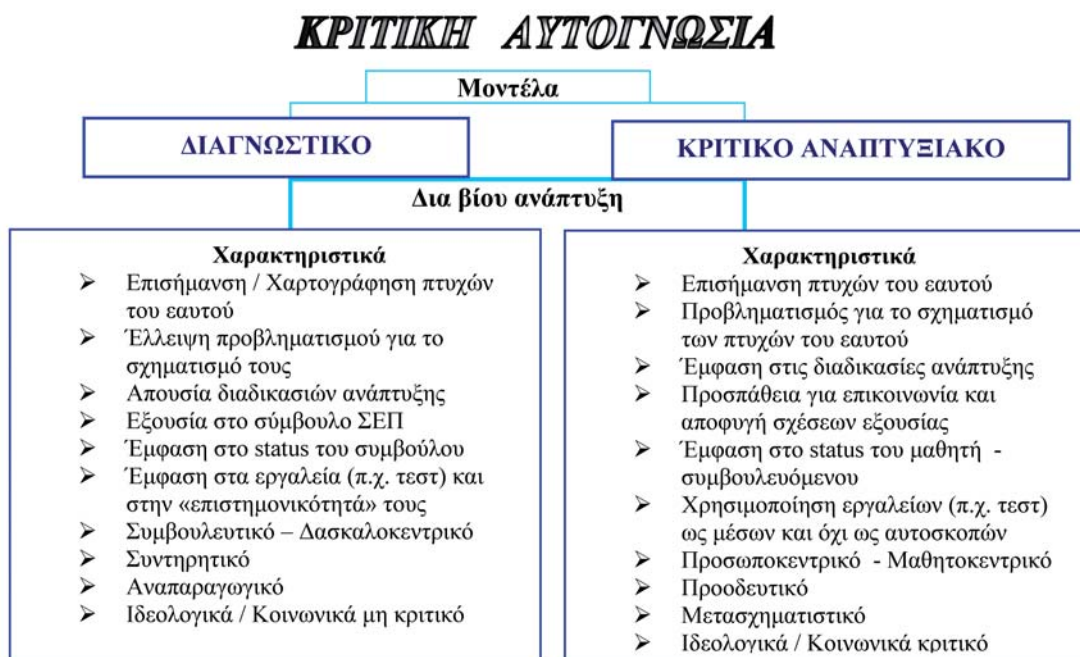 ΚΡΙΤΙΚΗ ΑΥΤΟΓΝΩΣΙΑ
Μοντέλα
ΔΙΑΓΝΩΣΤΙΚΟ
ΚΡΙΤΙΚΟ ΑΝΑΠΤΥΞΙΑΚΟ
Δια βίου ανάπτυξη
Χαρακτηριστικά
➢ Επισήμανση / Χαρτογράφηση πτυχών
του εαυτού
➢ Έλλειψη προβληματισμού για το
σχηματισμό τους
➢ Απουσία διαδικασιών ανάπτυξης
➢ Εξουσία στο σύμβουλο ΣΕΠ
➢ Έμφαση στο status του συμβούλου
➢ Έμφαση στα εργαλεία (π.χ. τεστ) και
στην «επιστημονικότητά» τους
➢ Συμβουλευτικό – Δασκαλοκεντρικό
➢ Συντηρητικό
➢ Αναπαραγωγικό
➢ Ιδεολογικά / Κοινωνικά μη κριτικό
Χαρακτηριστικά
➢ Επισήμανση πτυχών του εαυτού
➢ Προβληματισμός για το σχηματισμό
των πτυχών του εαυτού
➢ Έμφαση στις διαδικασίες ανάπτυξης
➢ Προσπάθεια για επικοινωνία και
αποφυγή σχέσεων εξουσίας
➢ Έμφαση στο status του μαθητή -
συμβουλευόμενου
➢ Χρησιμοποίηση εργαλείων (π.χ. τεστ)
ως μέσων και όχι ως αυτοσκοπών
➢ Προσωποκεντρικό - Μαθητοκεντρικό
➢ Προοδευτικό
➢ Μετασχηματιστικό
➢ Ιδεολογικά / Κοινωνικά κριτικό